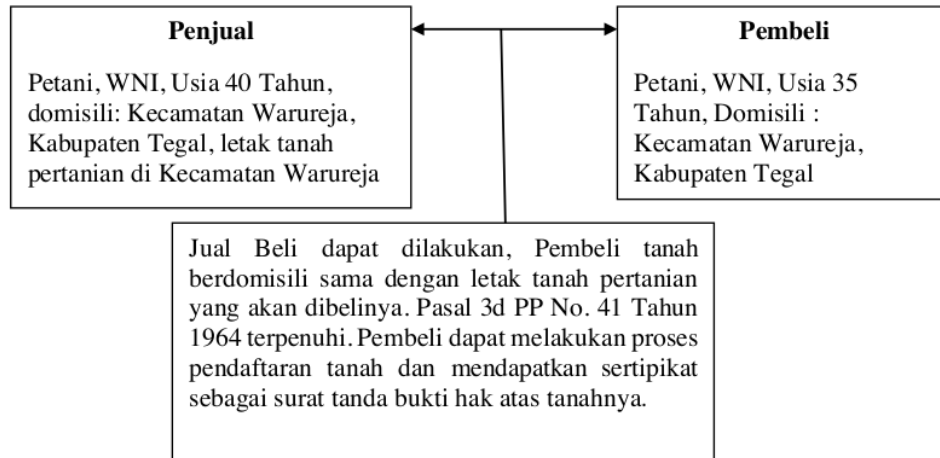 Penjual
Petani, WNI, Usia 40 Tahun,
domisili: Kecamatan Warureja,
Kabupaten Tegal, letak tanah
pertanian di Kecamatan Warureja
Pembeli
Petani, WNI, Usia 35
Tahun, Domisili :
Kecamatan Warureja,
Kabupaten Tegal
Jual Beli dapat dilakukan, Pembeli tanah
berdomisili sama dengan letak tanah pertanian
yang akan dibelinya. Pasal 3d PP No. 41 Tahun
1964 terpenuhi. Pembeli dapat melakukan proses
pendaftaran tanah dan mendapatkan sertipikat
sebagai surat tanda bukti hak atas tanahnya.